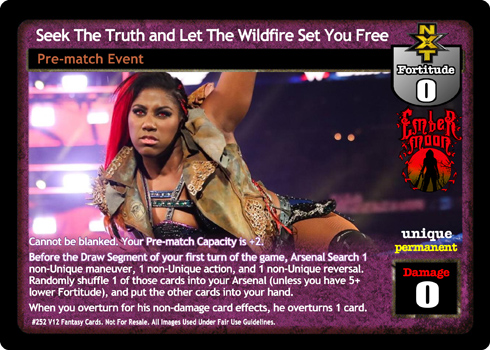 Seek The Truth and Let The Wildfire Set You Free
NXT
Pre-match Event
Fortitude
0
Ember
moon
unique
permanent
Cannot be blanked. Your Pre-match Capacity is +2.
Before the Draw Segment of your first turn of the game, Arsenal Search 1
non-Unique maneuver, 1 non-Unique action, and 1 non-Unique reversal.
Randomly shuffle 1 of those cards into your Arsenal (unless you have 5+
lower Fortitude), and put the other cards into your hand.
When you overturn for his non-damage card effects, he overturns 1 card.
Damage
0
#252 V12 Fantasy Cards. Not For Resale. All Images Used Under Fair Use Guidelines.